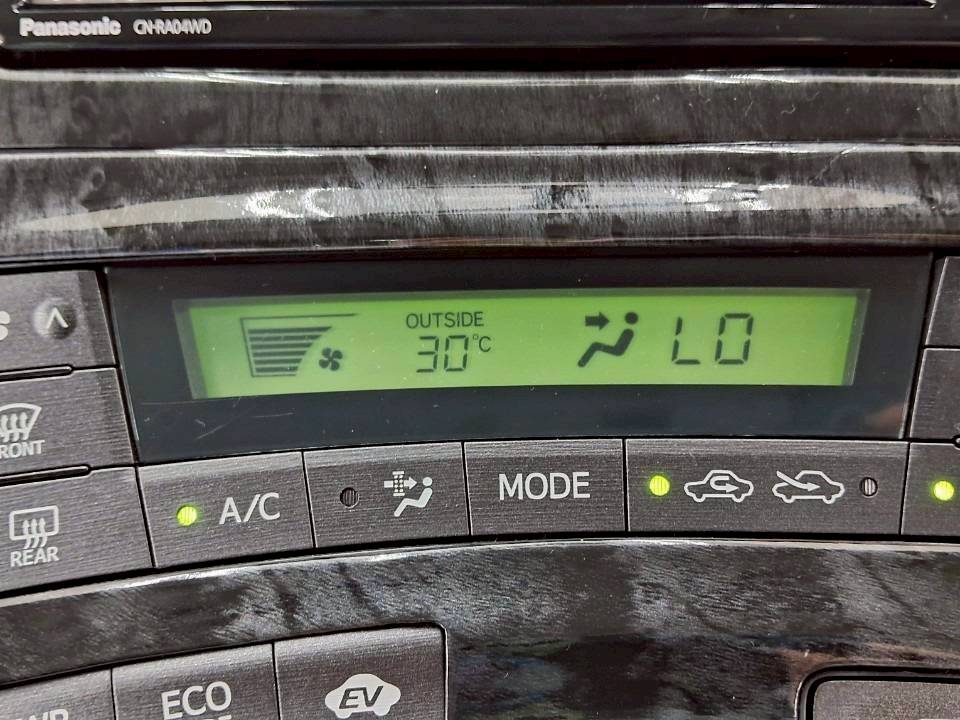 Panasonic CN-RA04WD
OUTSIDE
30°C
LO
FRONT
A/C
MODE
REAR
ECO
EV